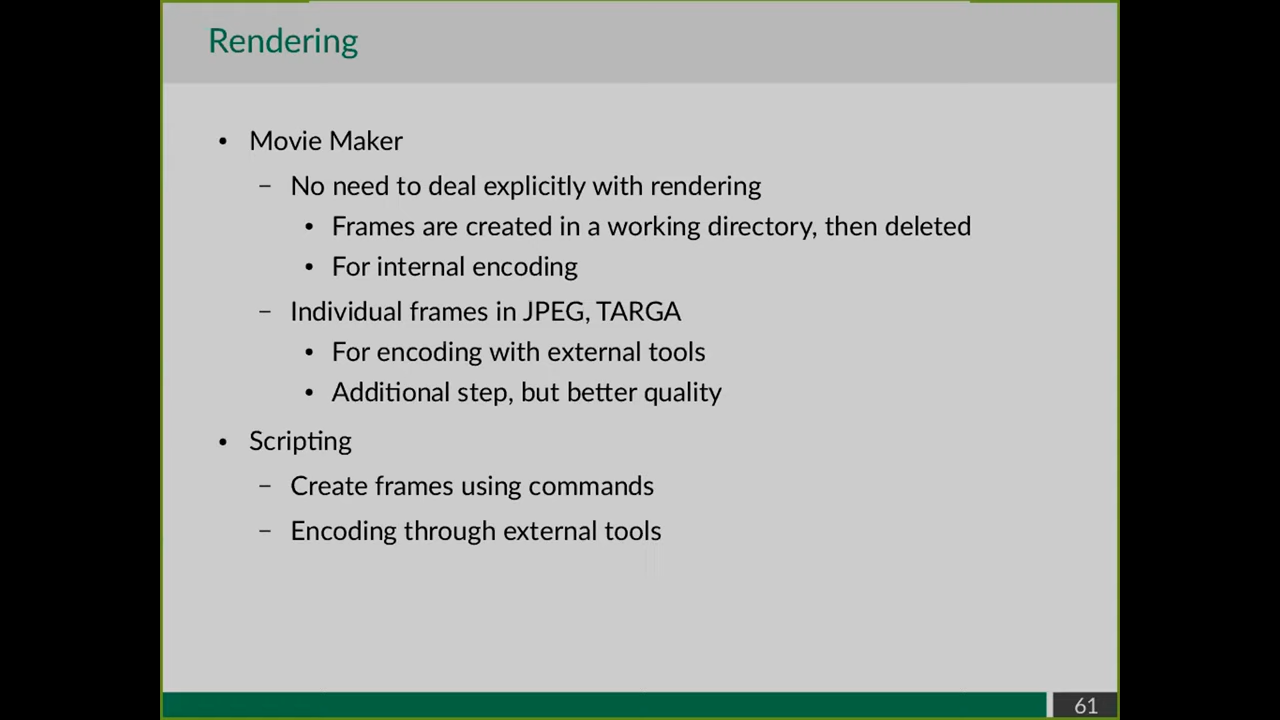 Rendering
• Movie Maker
– No need to deal explicitly with rendering
• Frames are created in a working directory, then deleted
• For internal encoding
– Individual frames in JPEG, TARGA
• For encoding with external tools
• Additional step, but better quality
• Scripting
– Create frames using commands
– Encoding through external tools
61